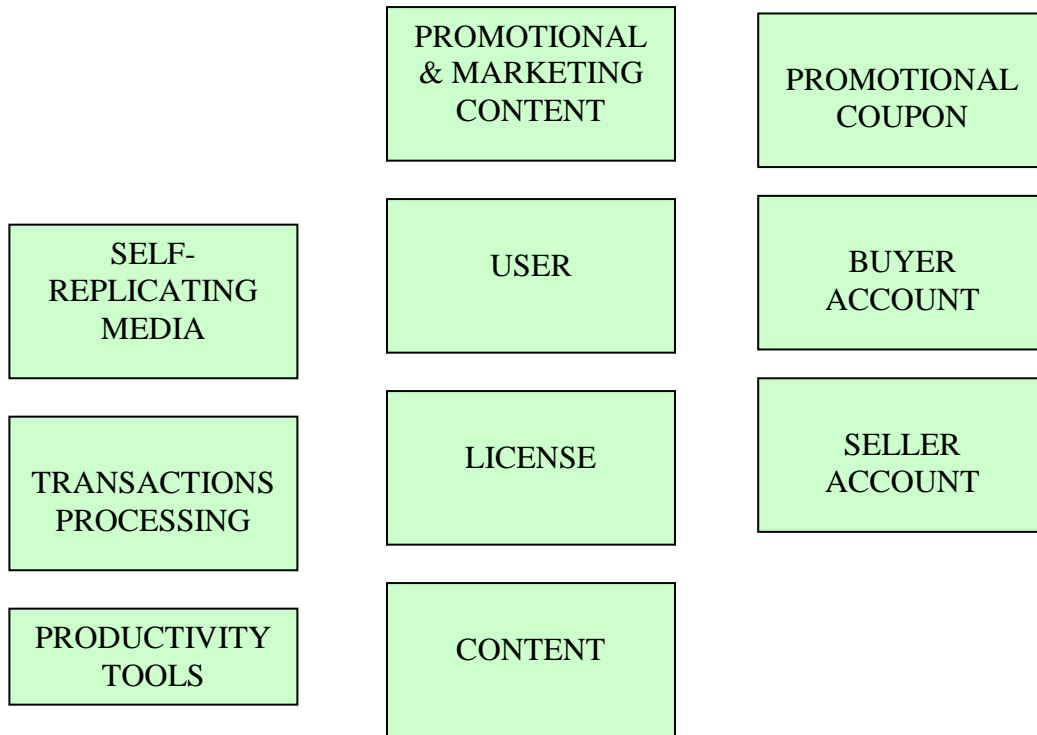 PROMOTIONAL
& MARKETING
CONTENT
PROMOTIONAL
COUPON
SELF-
REPLICATING
MEDIA
USER
BUYER
ACCOUNT
TRANSACTIONS
PROCESSING
LICENSE
SELLER
ACCOUNT
PRODUCTIVITY
TOOLS
CONTENT